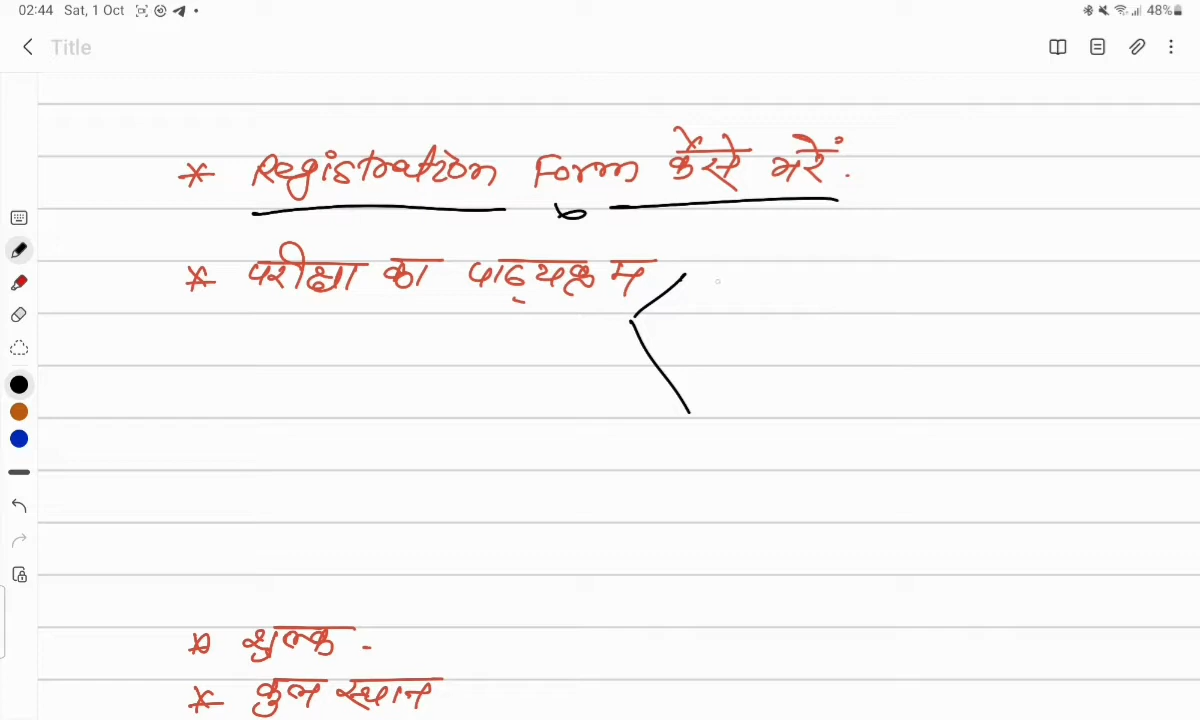 02:44 Sat, 1 Oct 48%
Title
* Registration Form कैसे भरें.
* परीक्षा का पाठ्यक्रम
* शुल्क -
* कुल स्थान